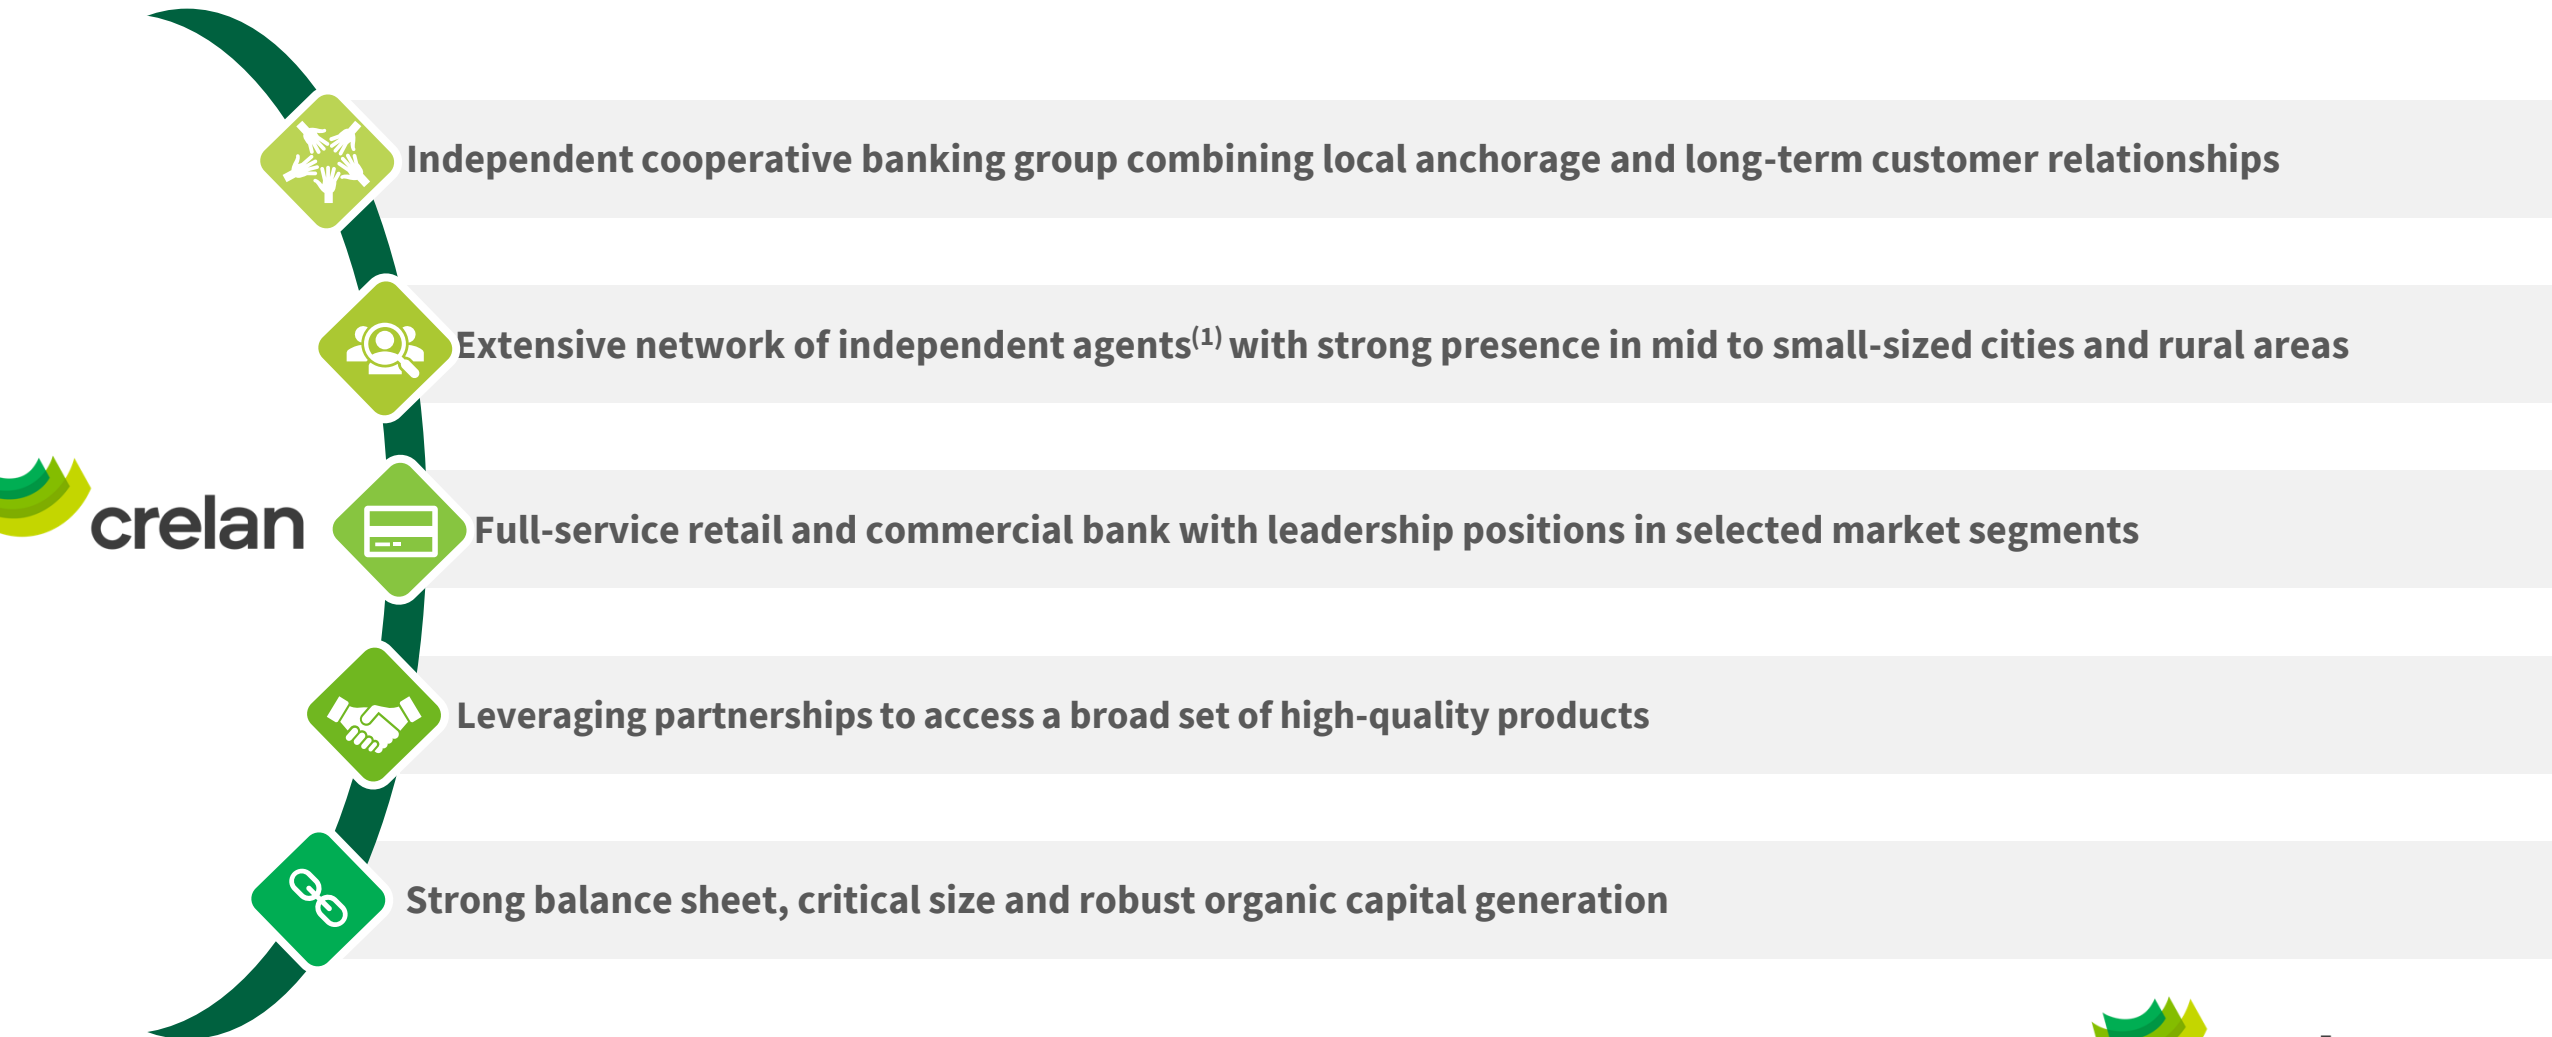 Independent cooperative banking group combining local anchorage and long-term customer relationships
Extensive network of independent agents(1) with strong presence in mid to small-sized cities and rural areas
crelan
Full-service retail and commercial bank with leadership positions in selected market segments
Leveraging partnerships to access a broad set of high-quality products
Strong balance sheet, critical size and robust organic capital generation